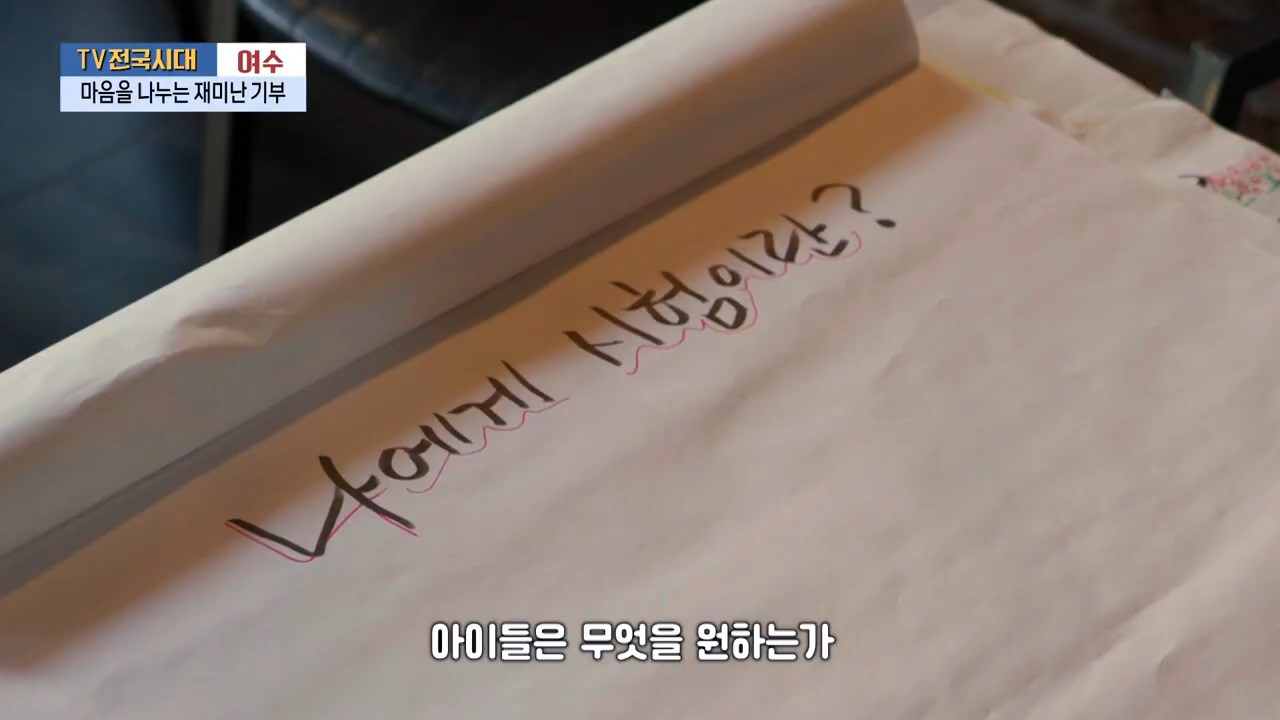 TV전국시대 여수
마음을 나누는 재미난 기부
나에게 시험이란?
아이들은 무엇을 원하는가